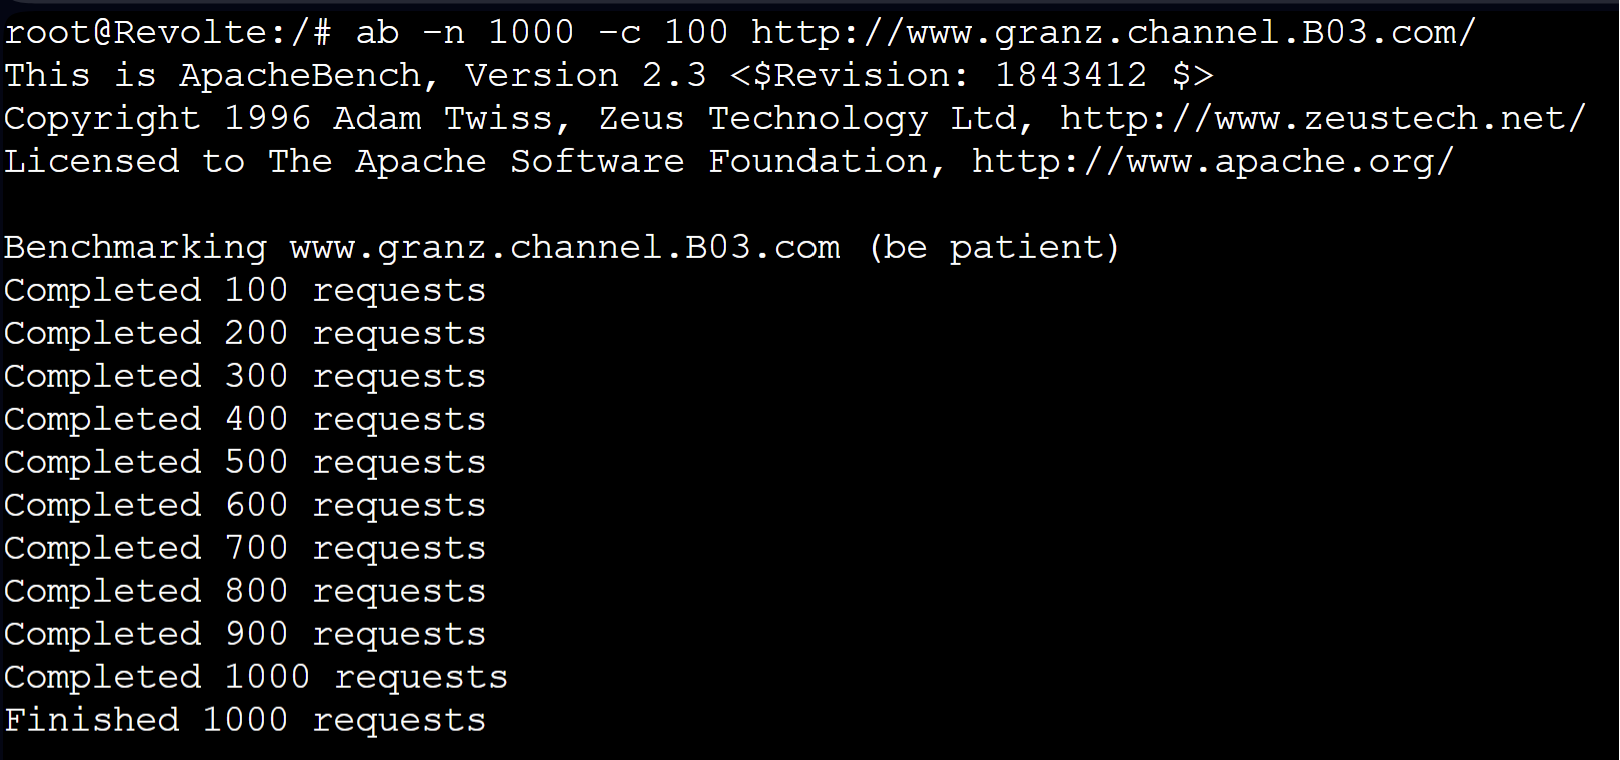 root@Revolte:/# ab -n 1000 -c 100 http://www.granz.channel.B03.com/
This is ApacheBench, Version 2.3 <$Revision: 1843412 $>
Copyright 1996 Adam Twiss, Zeus Technology Ltd, http://www.zeustech.net/
Licensed to The Apache Software Foundation, http://www.apache.org/

Benchmarking www.granz.channel.B03.com (be patient)
Completed 100 requests
Completed 200 requests
Completed 300 requests
Completed 400 requests
Completed 500 requests
Completed 600 requests
Completed 700 requests
Completed 800 requests
Completed 900 requests
Completed 1000 requests
Finished 1000 requests